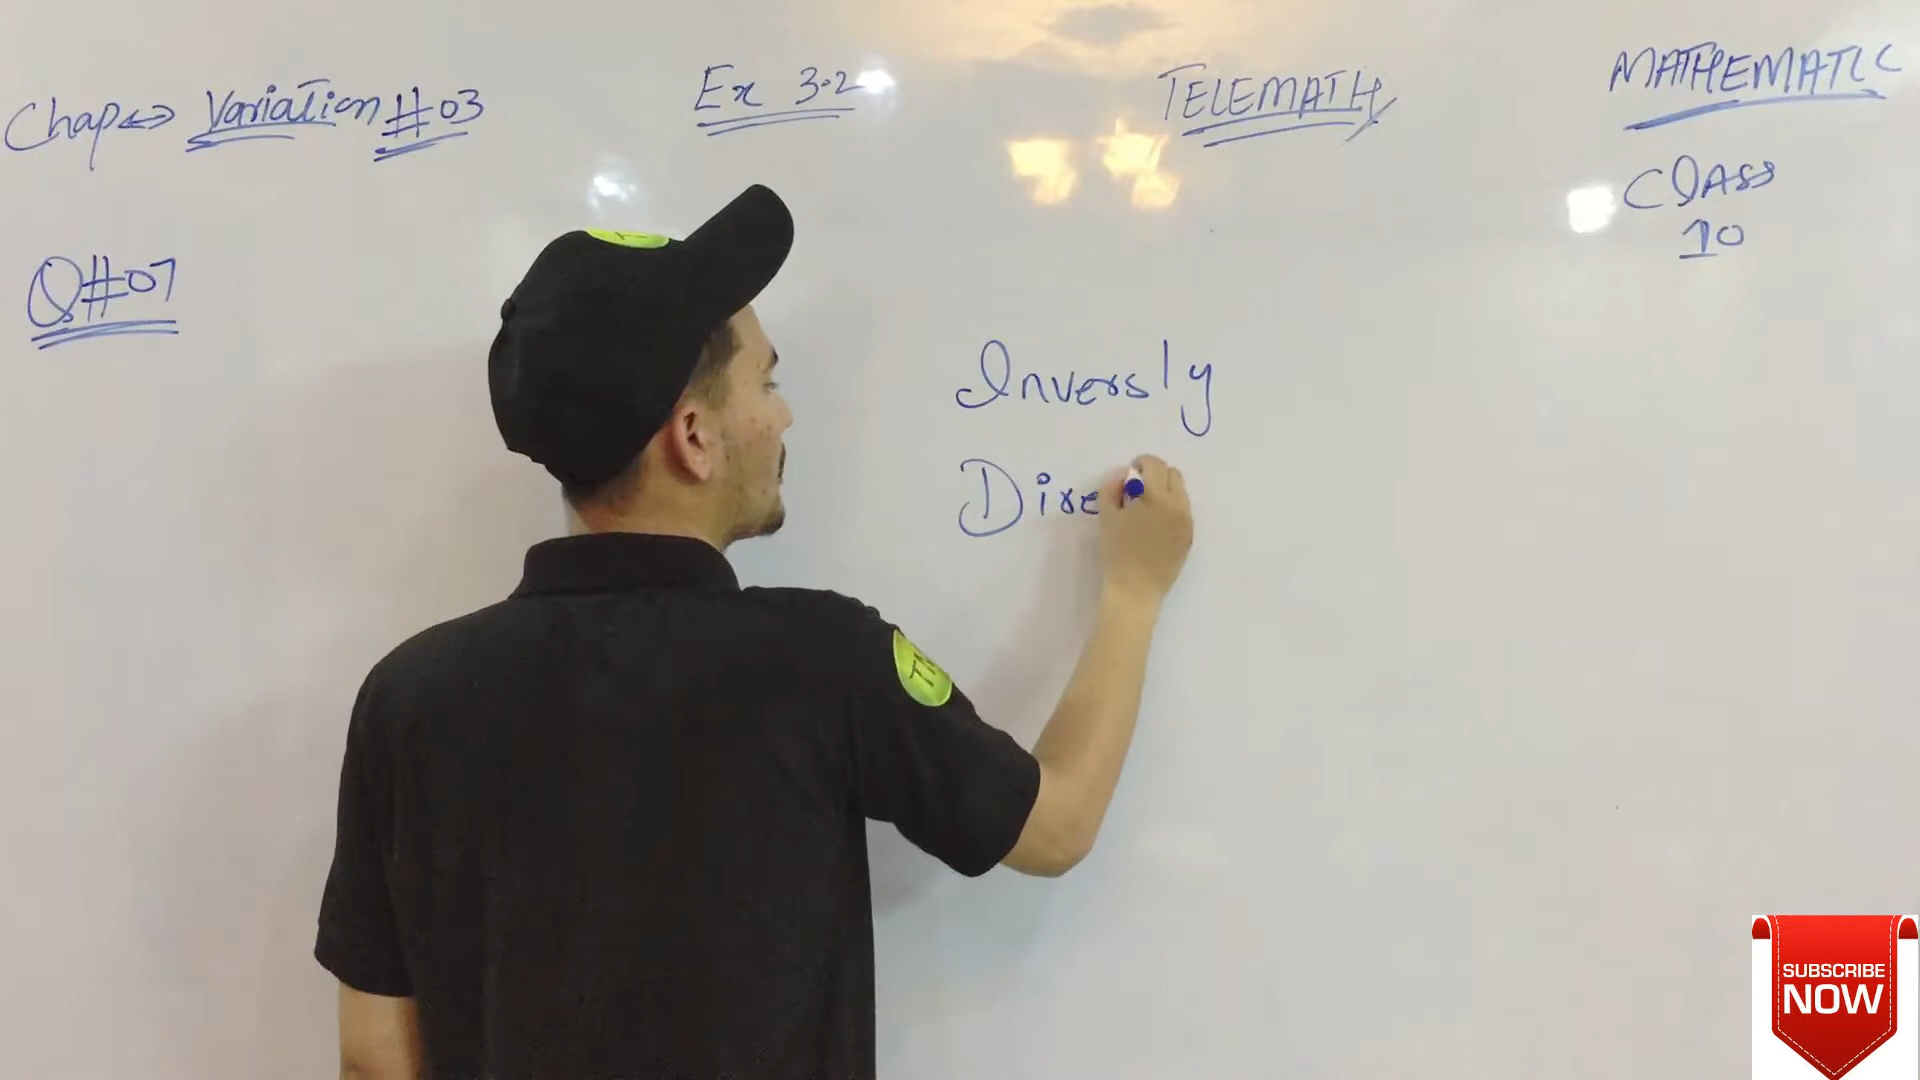 Chap <=> Variation #03
Ex 3.2
TELEMATH
MATHEMATIC
Class
10
Q#07
Inversly
Dire
SUBSCRIBE
NOW